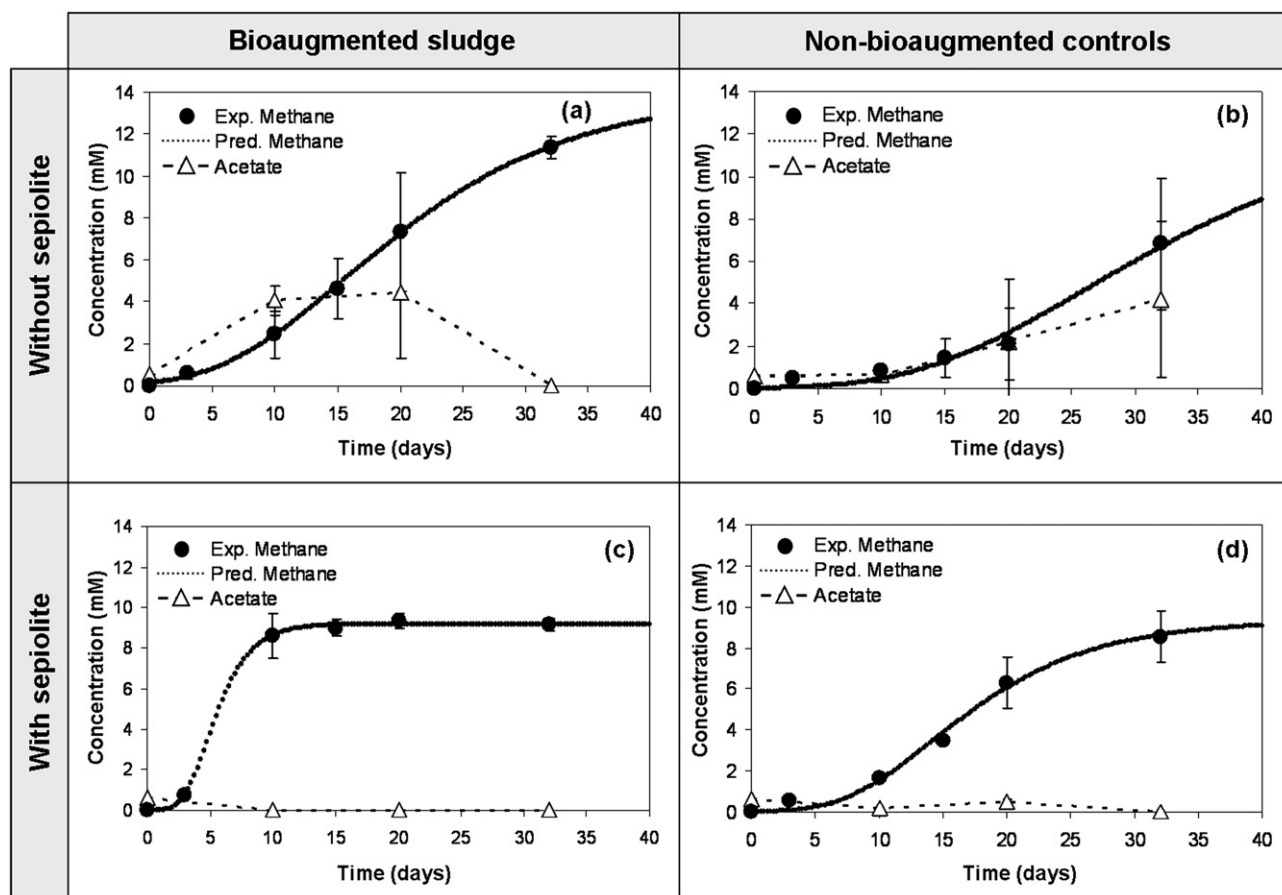 Bioaugmented sludge
Non-bioaugmented controls
Without sepiolite
With sepiolite
(a)
Exp. Methane
Pred. Methane
Acetate
Concentration (mM)
14
12
10
8
6
4
2
0
0 5 10 15 20 25 30 35 40
Time (days)
(b)
Exp. Methane
Pred. Methane
Acetate
Concentration (mM)
14
12
10
8
6
4
2
0
0 5 10 15 20 25 30 35 40
Time (days)
(c)
Exp. Methane
Pred. Methane
Acetate
Concentration (mM)
14
12
10
8
6
4
2
0
0 5 10 15 20 25 30 35 40
Time (days)
(d)
Exp. Methane
Pred. Methane
Acetate
Concentration (mM)
14
12
10
8
6
4
2
0
0 5 10 15 20 25 30 35 40
Time (days)